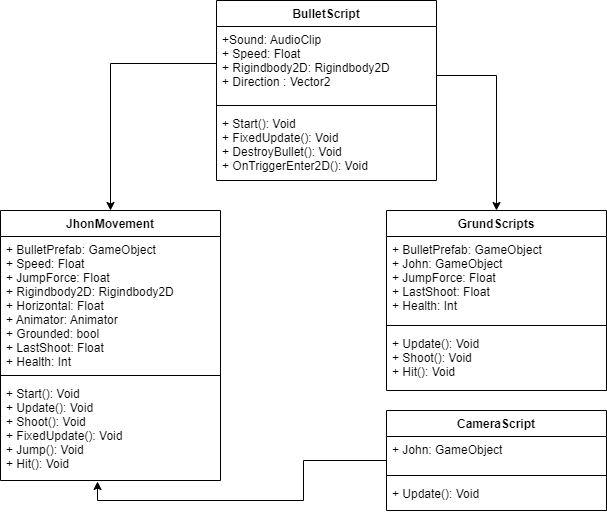 BulletScript
+Sound: AudioClip
+ Speed: Float
+ Rigindbody2D: Rigindbody2D
+ Direction : Vector2
+ Start(): Void
+ FixedUpdate(): Void
+ DestroyBullet(): Void
+ OnTriggerEnter2D(): Void
JhonMovement
+ BulletPrefab: GameObject
+ Speed: Float
+ JumpForce: Float
+ Rigindbody2D: Rigindbody2D
+ Horizontal: Float
+ Animator: Animator
+ Grounded: bool
+ LastShoot: Float
+ Health: Int
+ Start(): Void
+ Update(): Void
+ Shoot(): Void
+ FixedUpdate(): Void
+ Jump(): Void
+ Hit(): Void
GrundScripts
+ BulletPrefab: GameObject
+ John: GameObject
+ JumpForce: Float
+ LastShoot: Float
+ Health: Int
+ Update(): Void
+ Shoot(): Void
+ Hit(): Void
CameraScript
+ John: GameObject
+ Update(): Void